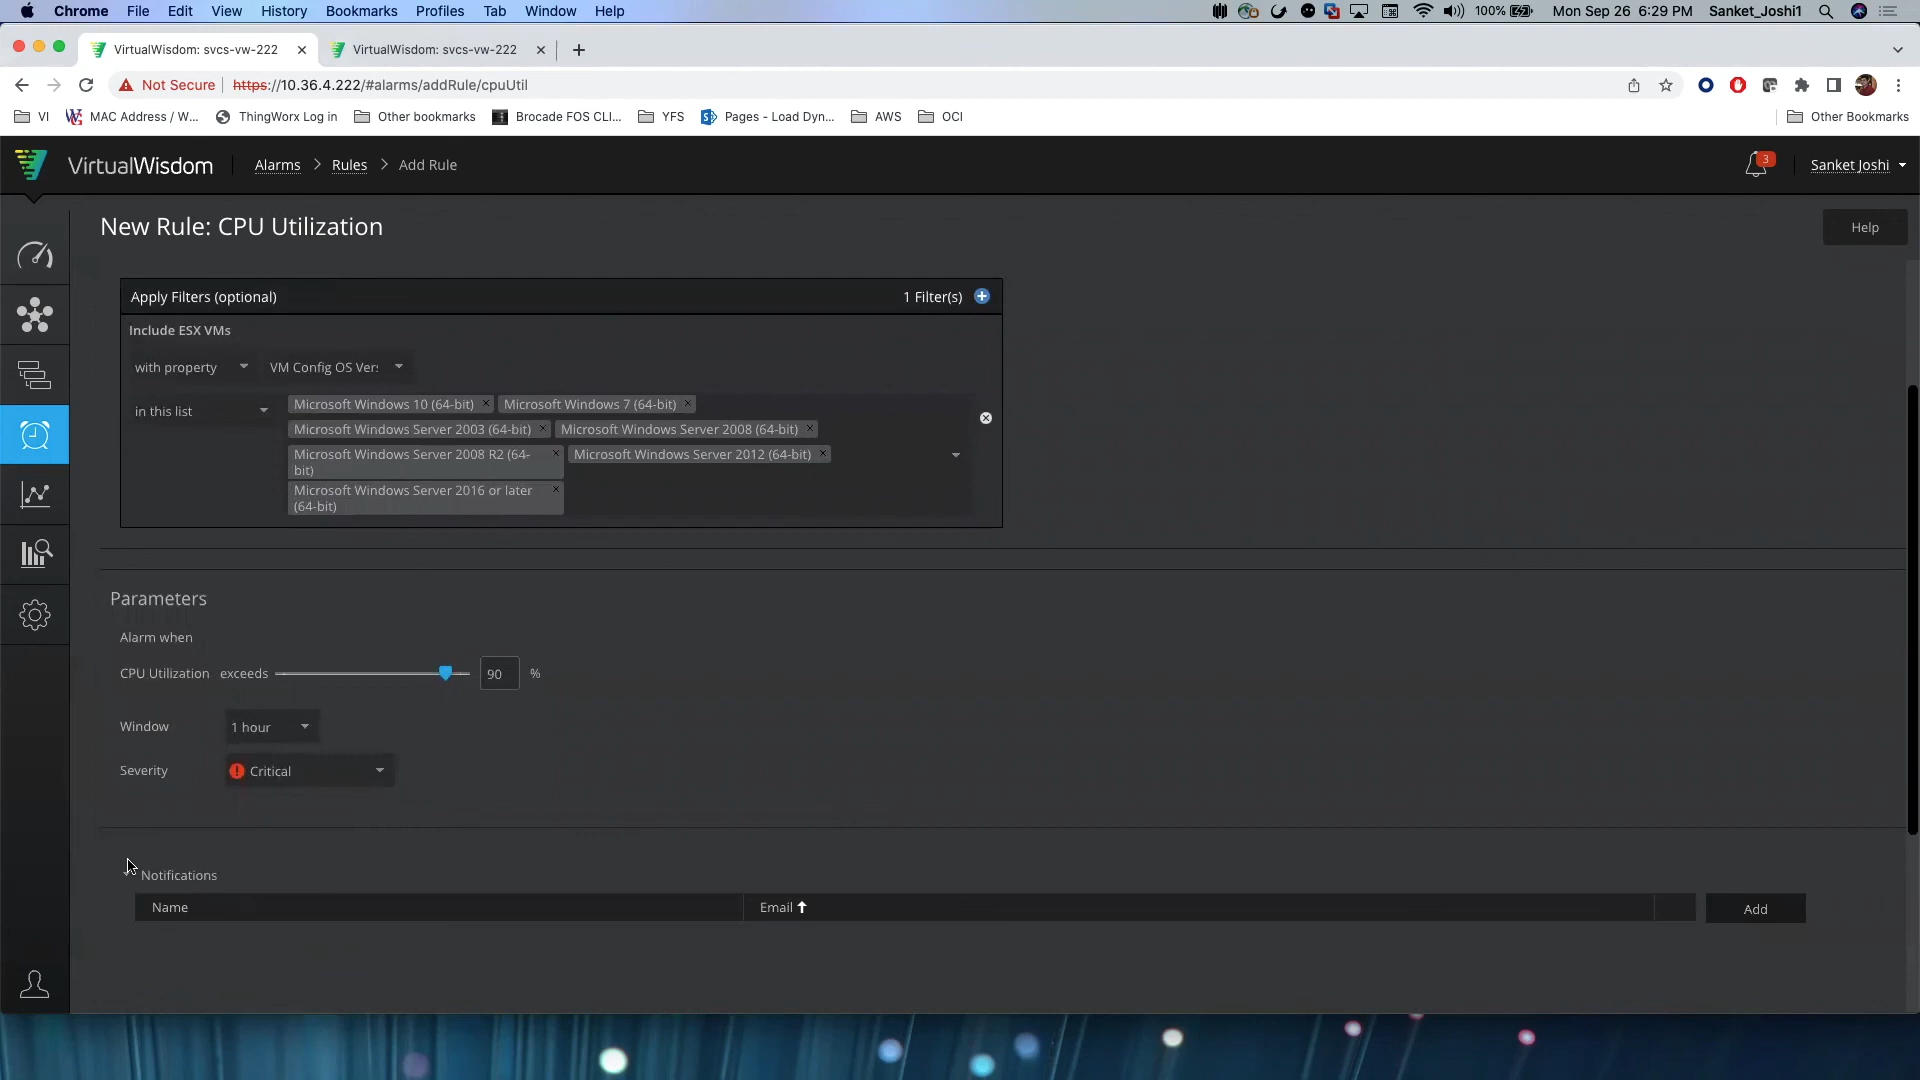 Chrome File Edit View History Bookmarks Profiles Tab Window Help 100% Mon Sep 26 6:29 PM Sanket_Joshi1
VirtualWisdom: svcs-vw-222 VirtualWisdom: svcs-vw-222
Not Secure https://10.36.4.222/#alarms/addRule/cpuUtil
VI MAC Address / W... ThingWorx Log in Other bookmarks Brocade FOS CLI... YFS Pages - Load Dyn... AWS OCI Other Bookmarks
VirtualWisdom Alarms > Rules > Add Rule 3 Sanket Joshi
New Rule: CPU Utilization Help
Apply Filters (optional) 1 Filter(s)
Include ESX VMs
with property VM Config OS Vers
in this list Microsoft Windows 10 (64-bit) Microsoft Windows 7 (64-bit)
Microsoft Windows Server 2003 (64-bit) Microsoft Windows Server 2008 (64-bit)
Microsoft Windows Server 2008 R2 (64-
bit) Microsoft Windows Server 2012 (64-bit)
Microsoft Windows Server 2016 or later
(64-bit)
Parameters
Alarm when
CPU Utilization exceeds 90 %
Window 1 hour
Severity Critical
Notifications
Name Email Add